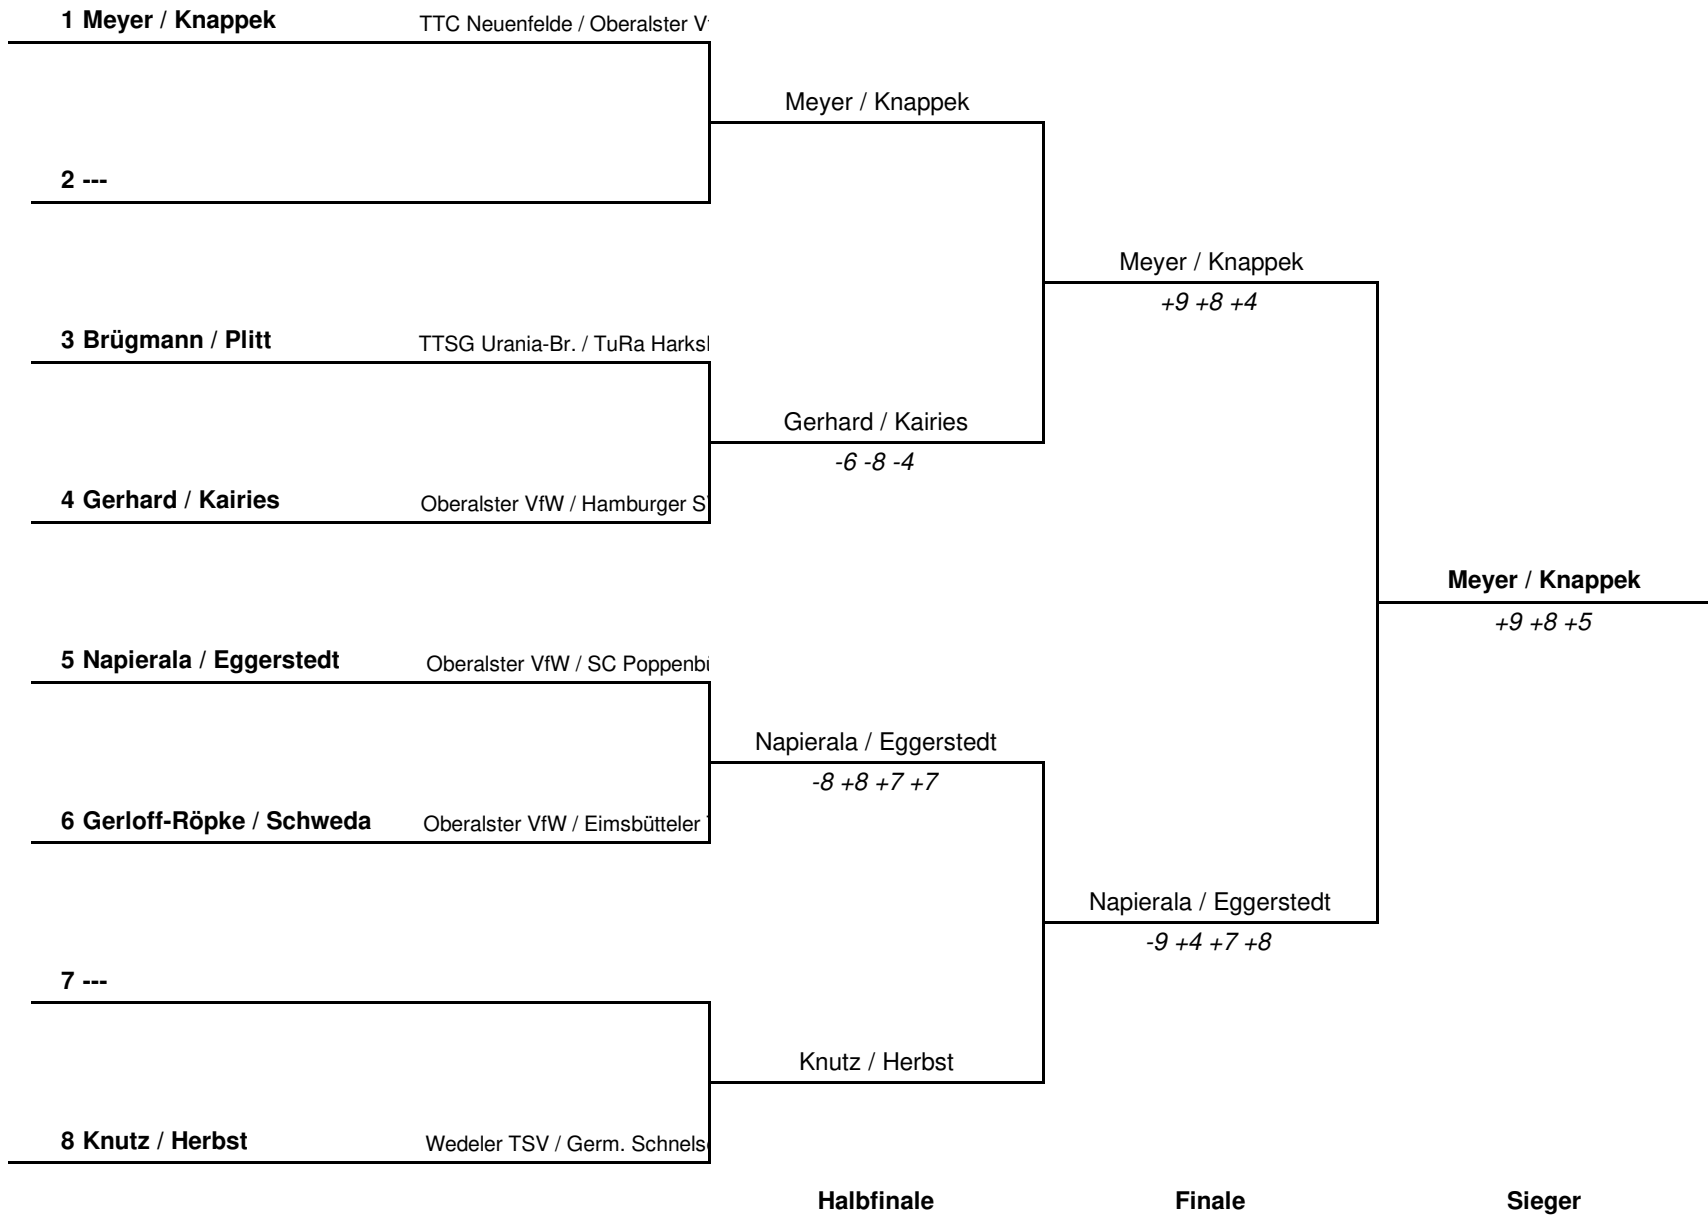 1 Meyer / Knappek TTC Neuenfelde / Oberalster
Meyer / Knappek
2 ---
Meyer / Knappek
+9 +8 +4
3 Brügmann / Plitt TTSG Urania-Br. / TuRa
Gerhard / Kairies
-6 -8 -4
4 Gerhard / Kairies Oberalster VfW / Hamburger
Meyer / Knappek
+9 +8 +5
5 Napierala / Eggerstedt Oberalster VfW / SC
Napierala / Eggerstedt
-8 +8 +7 +7
6 Gerloff-Röpke / Schweda Oberalster VfW / Eimsbütteler
Napierala / Eggerstedt
-9 +4 +7 +8
7 ---
Knutz / Herbst
8 Knutz / Herbst Wedeler TSV / Germ.
Halbfinale Finale Sieger